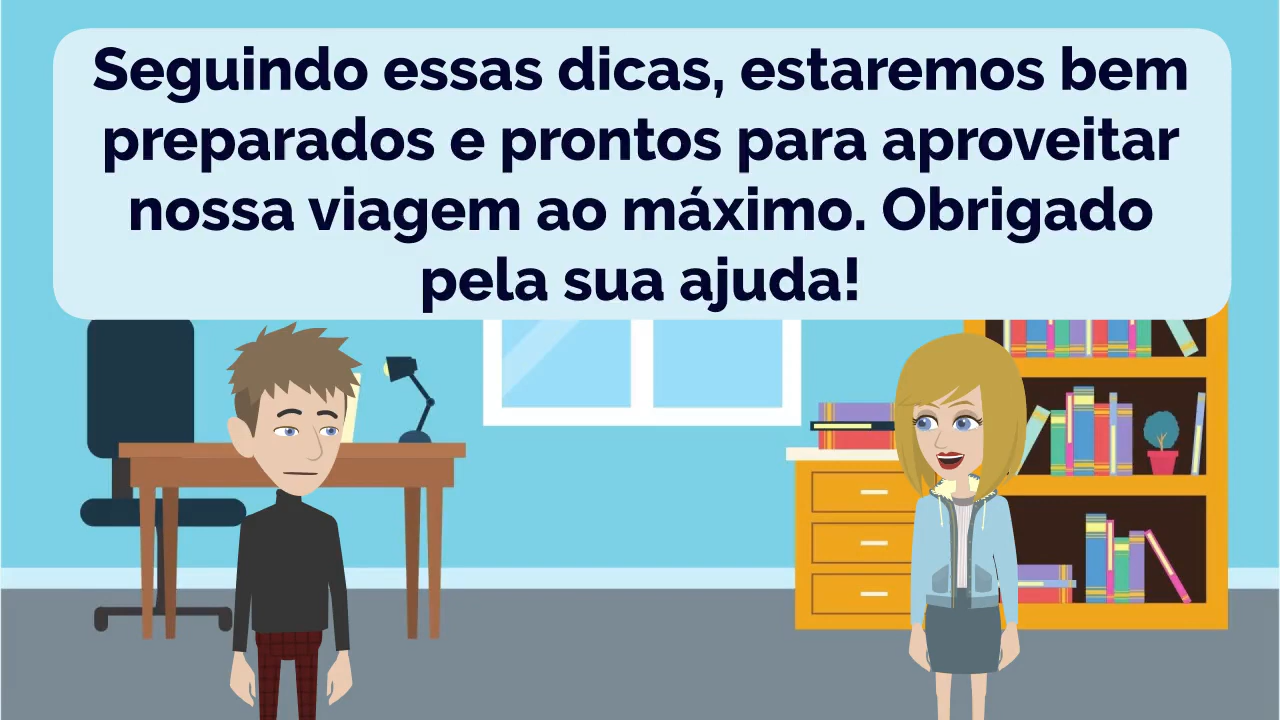 Seguindo essas dicas, estaremos bem
preparados e prontos para aproveitar
nossa viagem ao máximo. Obrigado
pela sua ajuda!